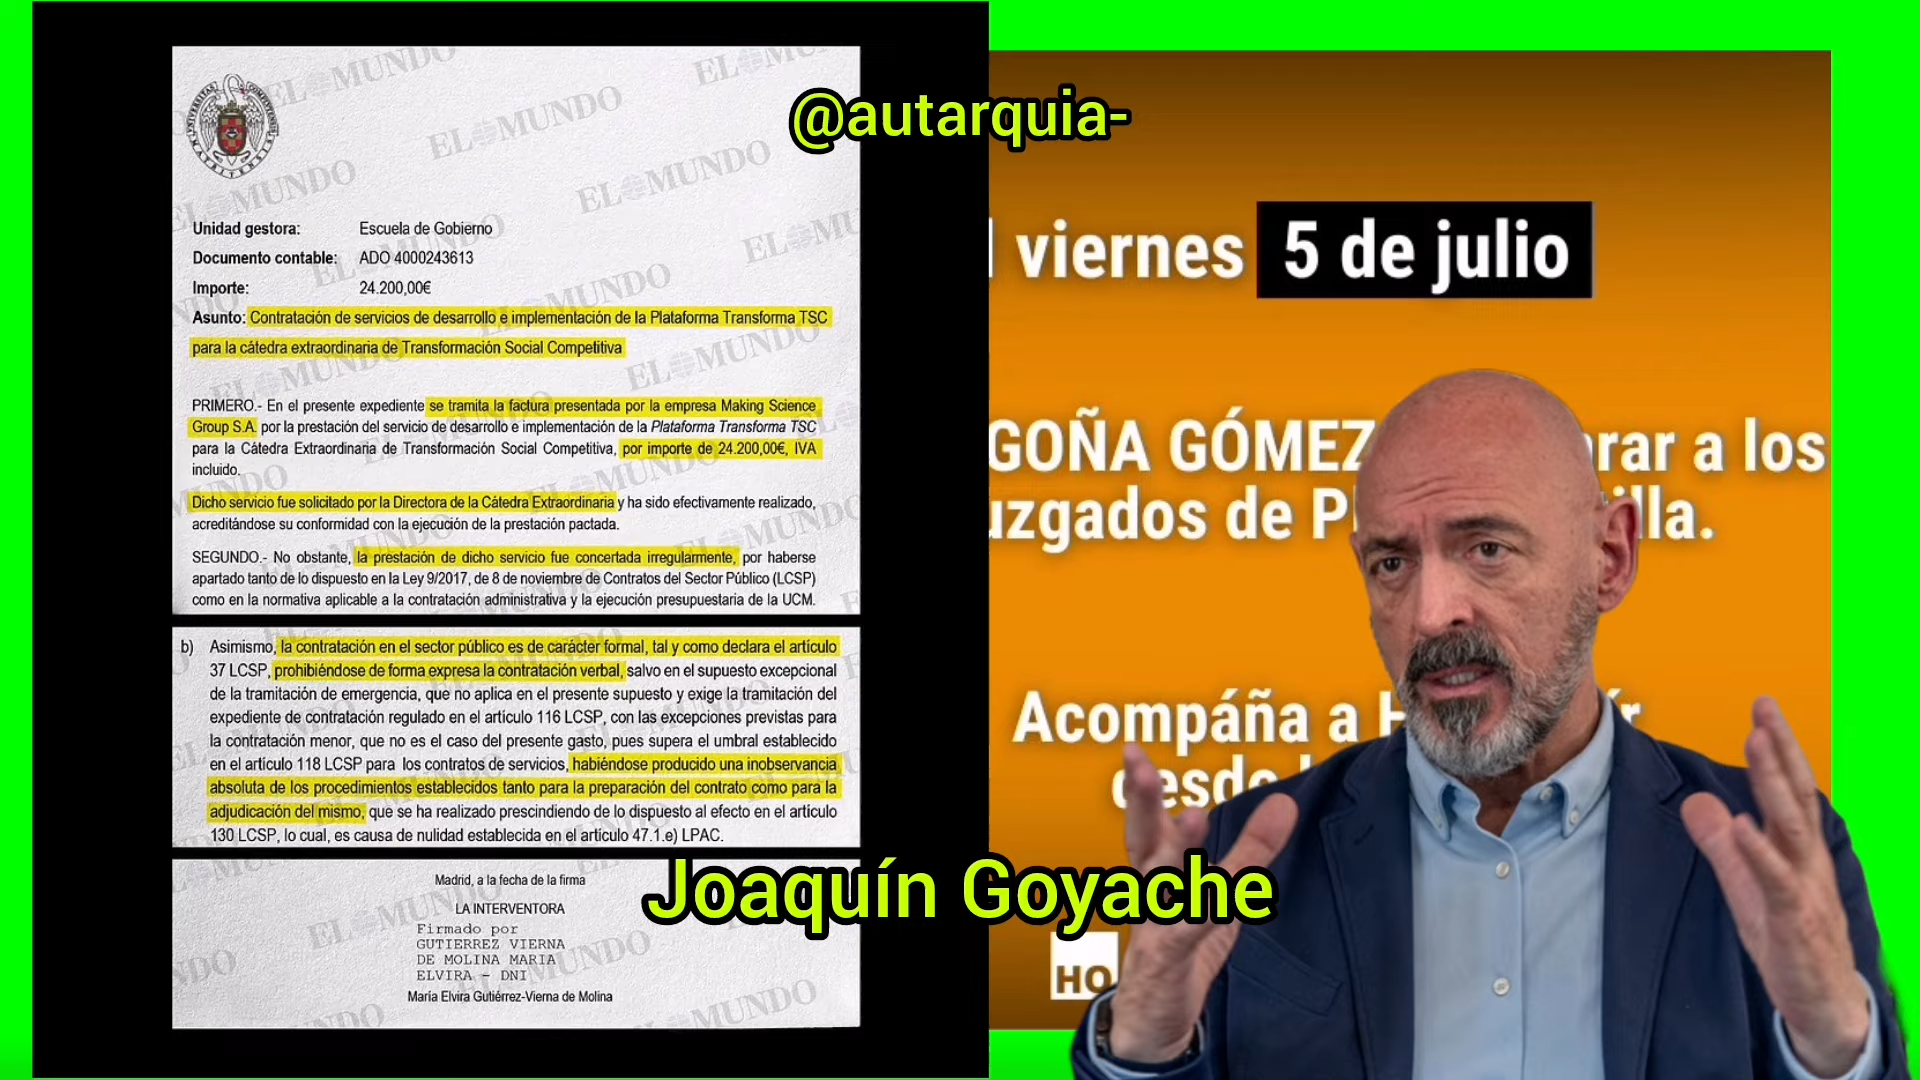 @autarquia-
EL MUNDO
Unidad gestora: Escuela de Gobierno
Documento contable: ADO 4000243613
Importe: 24.200,00€
Asunto: Contratación de servicios de desarrollo e implementación de la Plataforma Transforma TSC
para la cátedra extraordinaria de Transformación Social Competitiva
PRIMERO.- En el presente expediente se tramita la factura presentada por la empresa Making Science
Group S.A. por la prestación del servicio de desarrollo e implementación de la Plataforma Transforma TSC
para la Cátedra Extraordinaria de Transformación Social Competitiva, por importe de 24.200,00€, IVA
incluido.
Dicho servicio fue solicitado por la Directora de la Cátedra Extraordinaria y ha sido efectivamente realizado,
acreditándose su conformidad con la ejecución de la prestación pactada.
SEGUNDO.- No obstante, la prestación de dicho servicio fue concertada irregularmente, por haberse
apartado tanto de lo dispuesto en la Ley 9/2017, de 8 de noviembre de Contratos del Sector Público (LCSP)
como en la normativa aplicable a la contratación administrativa y la ejecución presupuestaria de la UCM.
b) Asimismo, la contratación en el sector público es de carácter formal, tal y como declara el artículo
37 LCSP, prohibiéndose de forma expresa la contratación verbal, salvo en el supuesto excepcional
de la tramitación de emergencia, que no aplica en el presente supuesto y exige la tramitación del
expediente de contratación regulado en el artículo 116 LCSP, con las excepciones previstas para
la contratación menor, que no es el caso del presente gasto, pues supera el umbral establecido
en el artículo 118 LCSP para los contratos de servicios, habiéndose producido una inobservancia
absoluta de los procedimientos establecidos tanto para la preparación del contrato como para la
adjudicación del mismo, que se ha realizado prescindiendo de lo dispuesto al efecto en el artículo
130 LCSP, lo cual, es causa de nulidad establecida en el artículo 47.1.e) LPAC.
Madrid, a la fecha de la firma
LA INTERVENTORA
Firmado por
GUTIERREZ VIERNA
DE MOLINA MARIA
ELVIRA - DNI
María Elvira Gutiérrez-Vierna de Molina
viernes 5 de julio
GOÑA GÓMEZ rar a los
uzgados de P illa.
Acompáña a H r
desde
HO
Joaquín Goyache